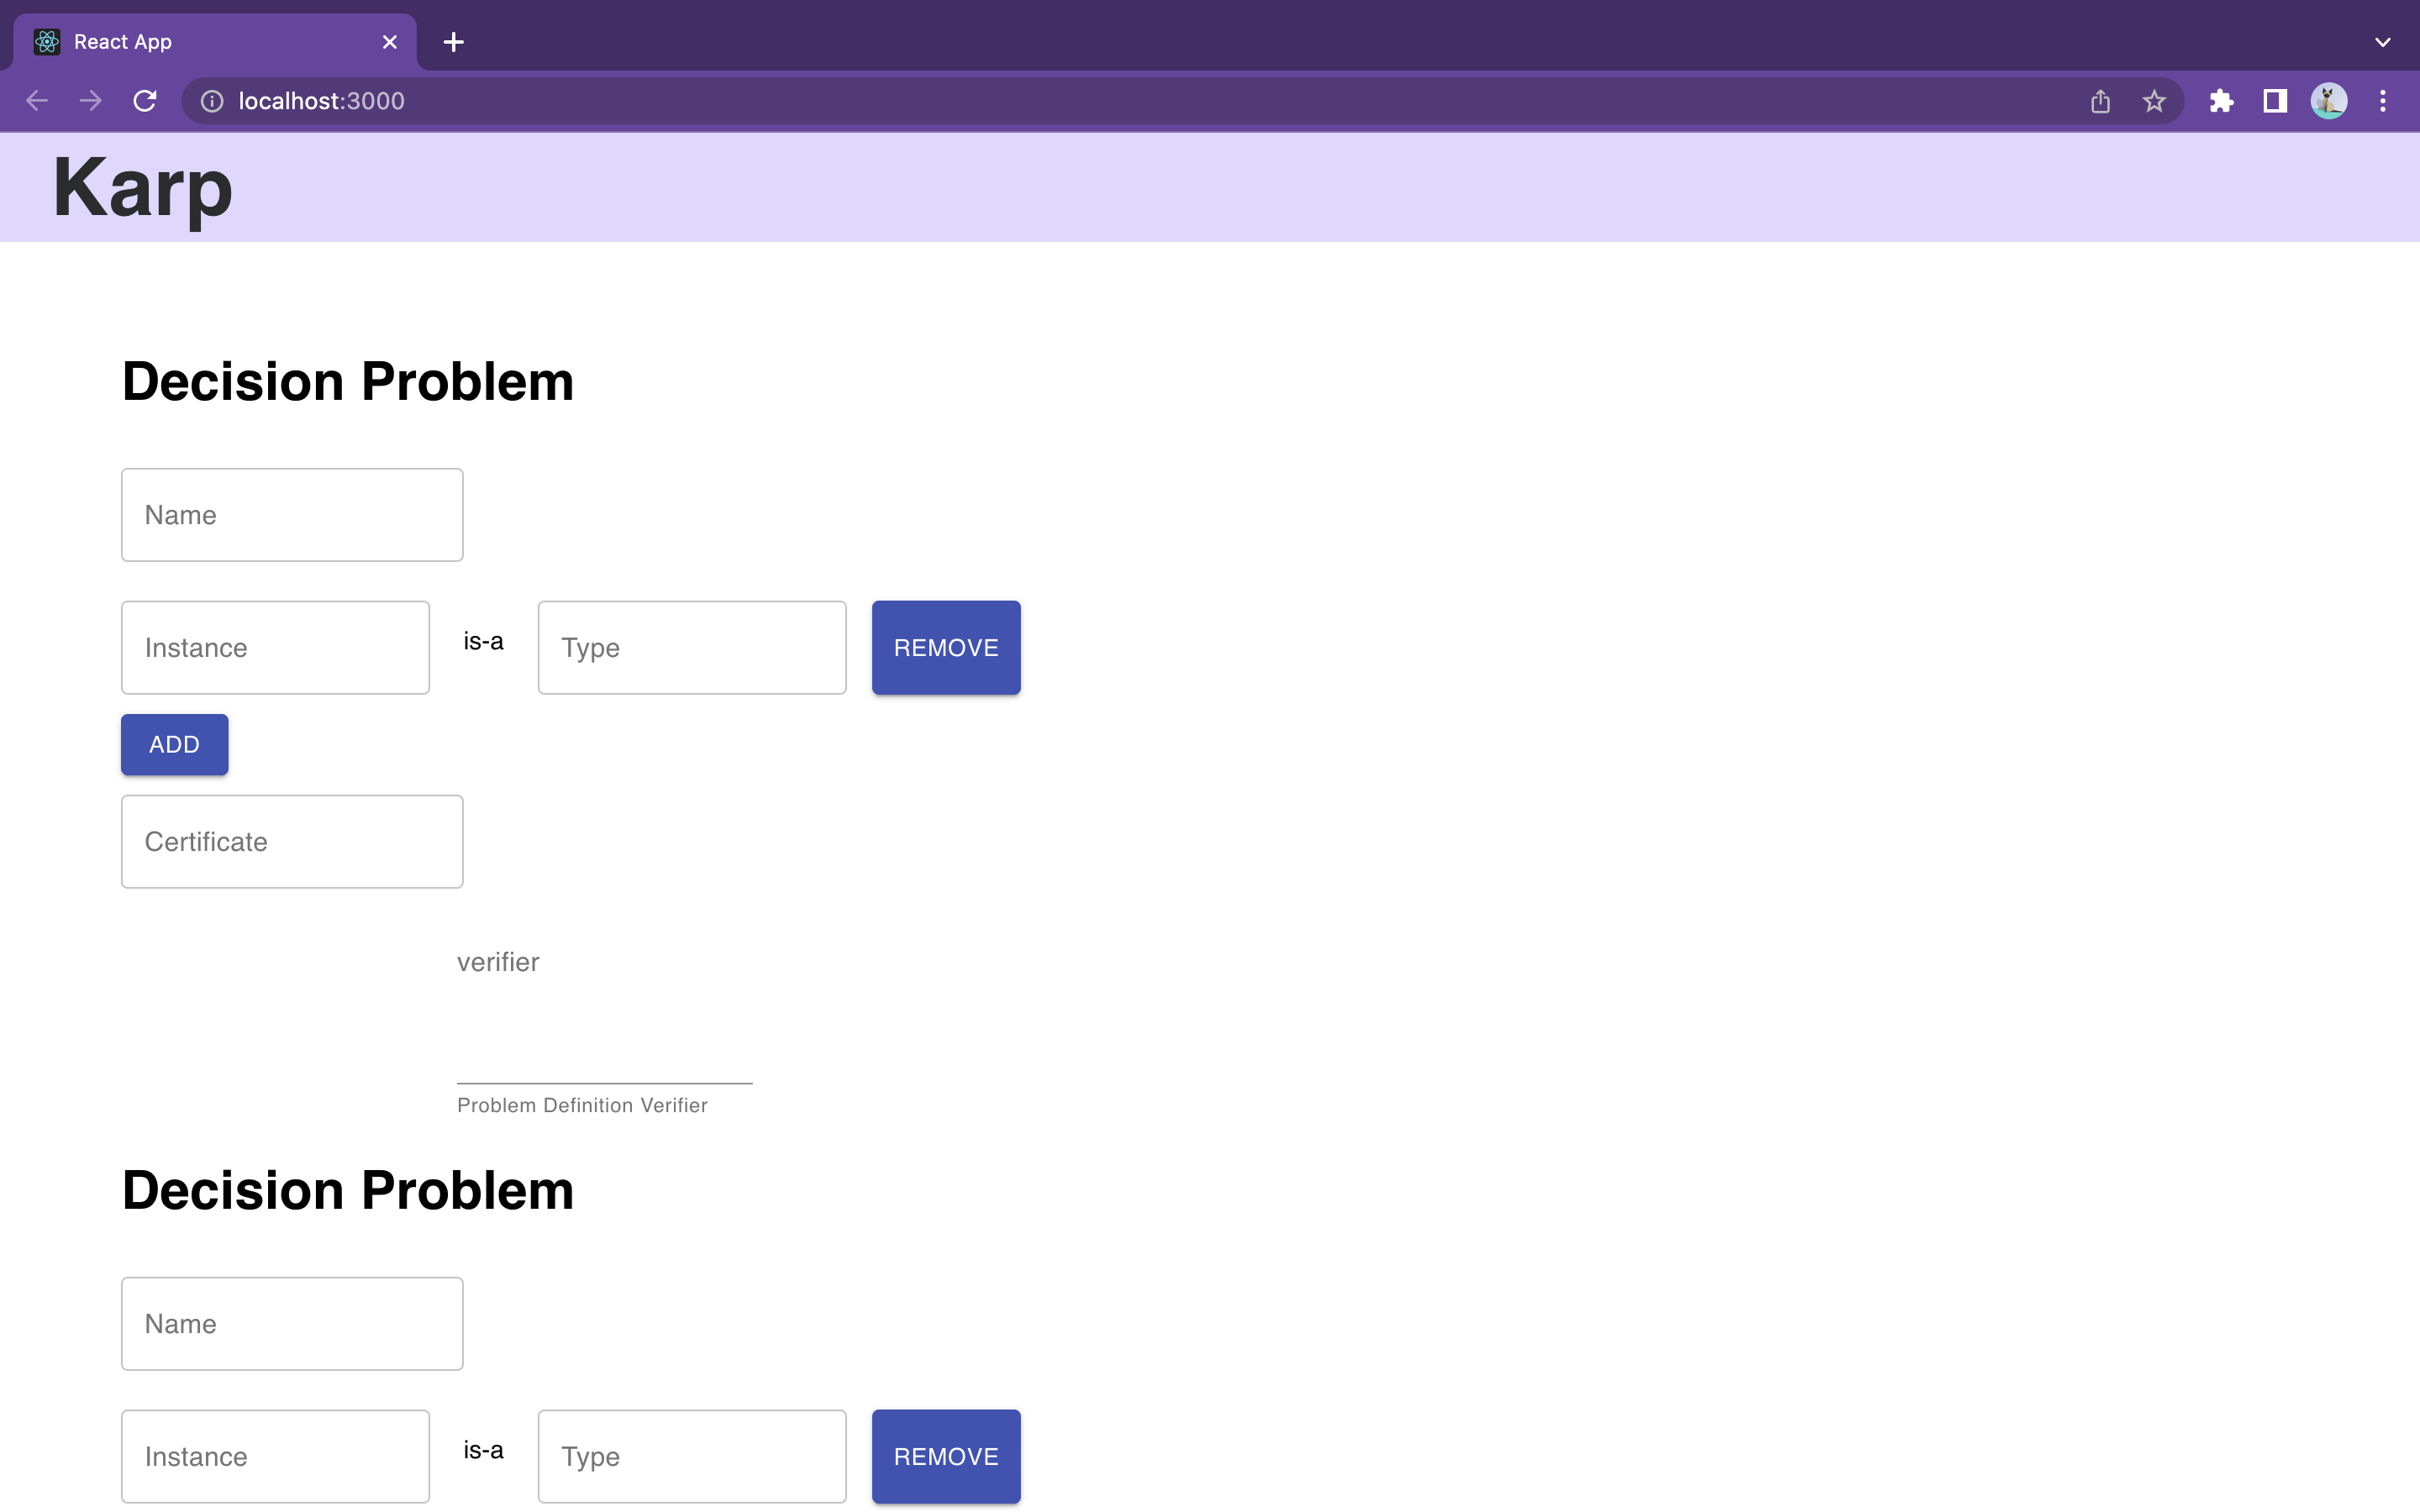 React App
localhost:3000
Karp
Decision Problem
Name
Instance is-a Type REMOVE
ADD
Certificate
verifier
Problem Definition Verifier
Decision Problem
Name
Instance is-a Type REMOVE